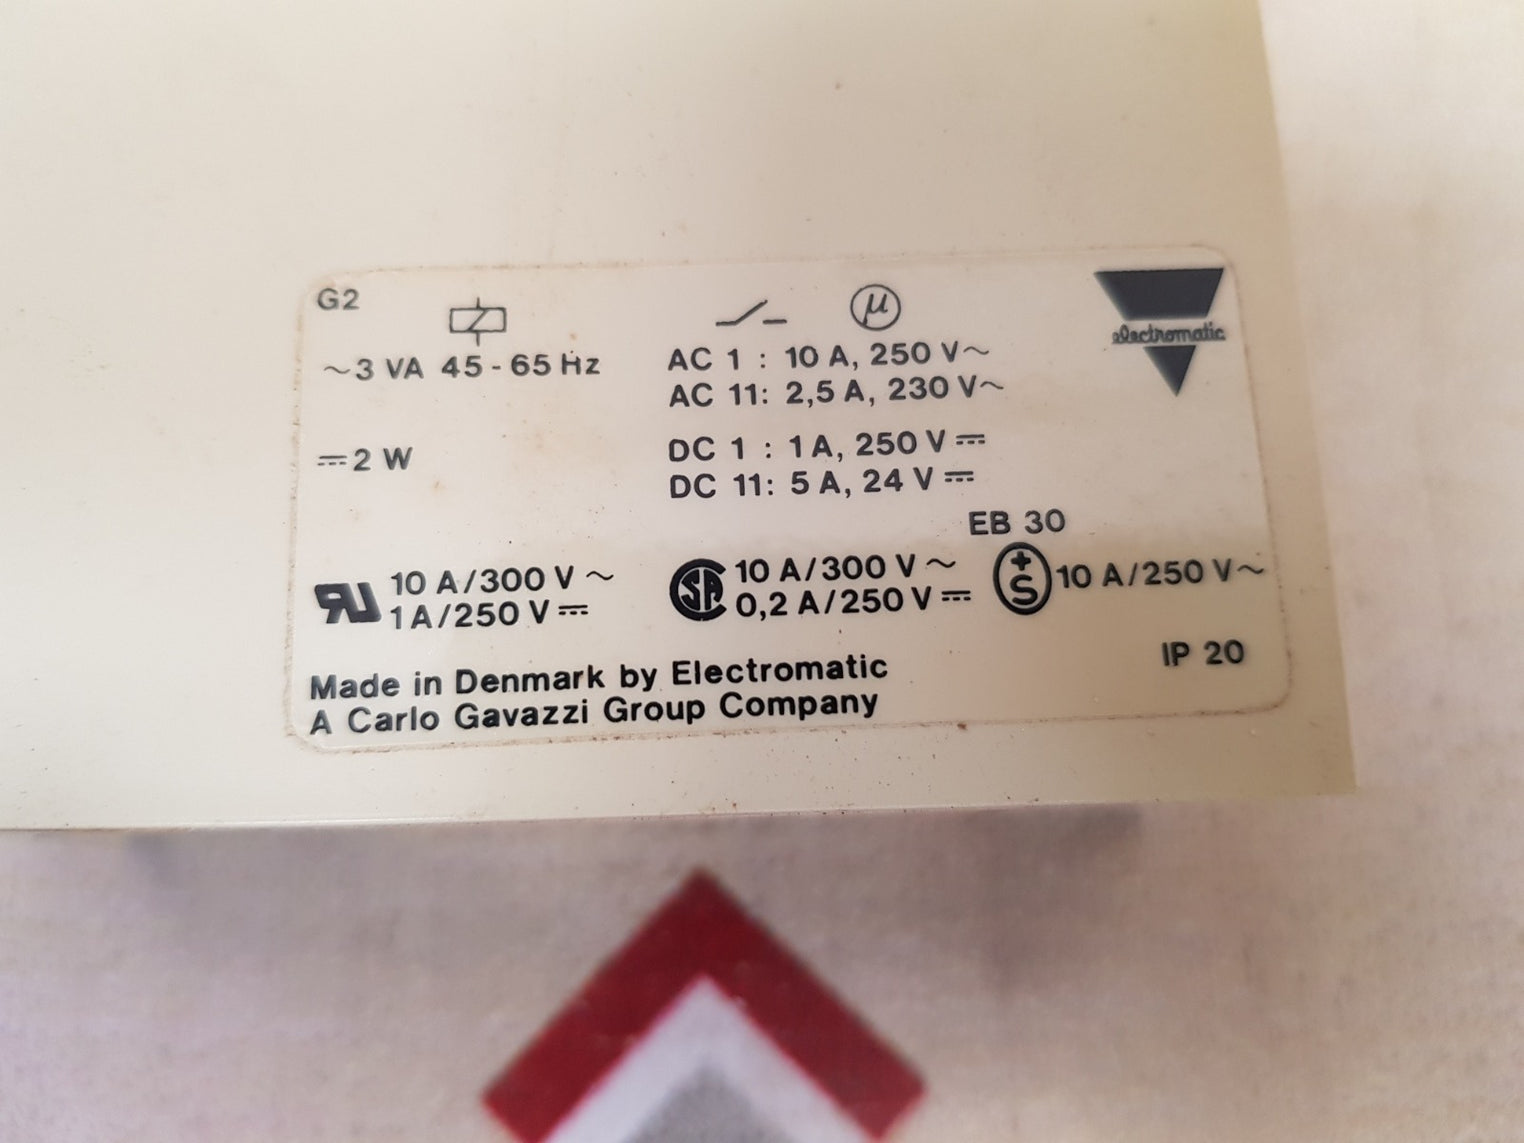 G2
µ
electromatic
~3 VA 45 - 65 Hz
AC 1 : 10 A, 250 V~
AC 11: 2,5 A, 230 V~
⎓2 W
DC 1 : 1 A, 250 V⎓
DC 11: 5 A, 24 V⎓
EB 30
RU 10 A/300 V~
1 A/250 V⎓
SA 10 A/300 V~
0,2 A/250 V⎓
+S 10 A/250 V~
IP 20
Made in Denmark by Electromatic
A Carlo Gavazzi Group Company